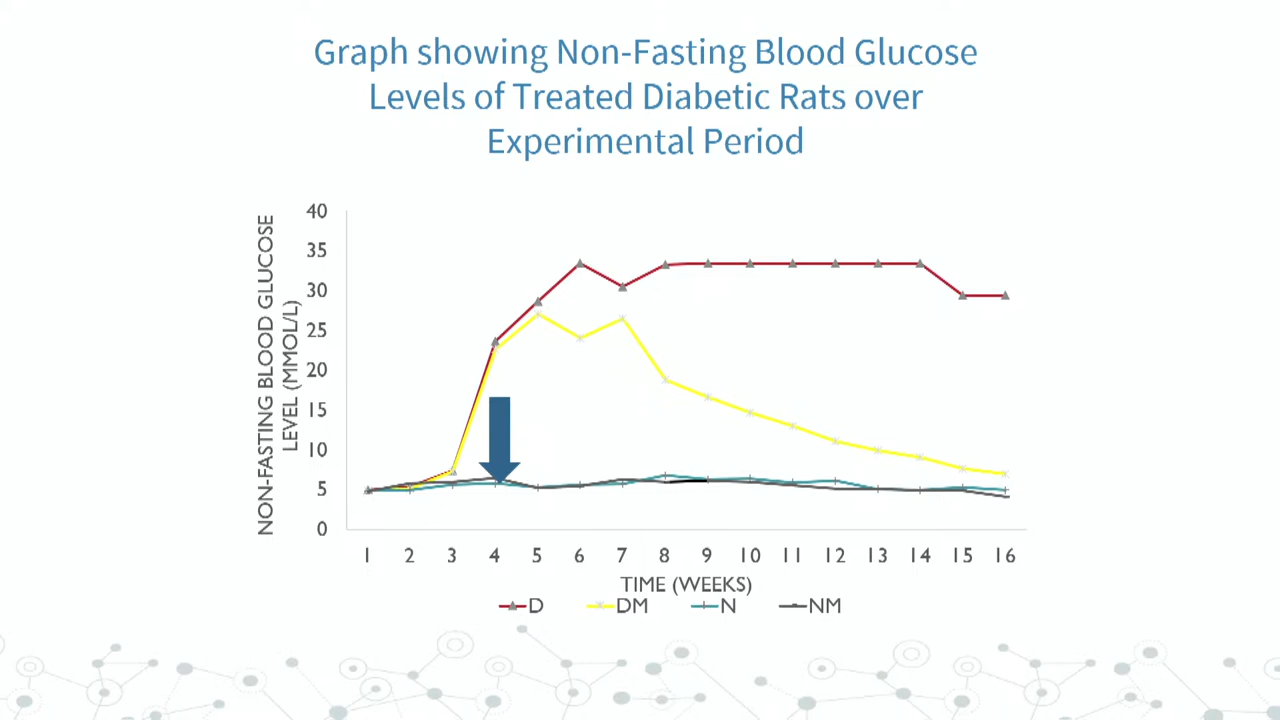 Graph showing Non-Fasting Blood Glucose
Levels of Treated Diabetic Rats over
Experimental Period
NON-FASTING BLOOD GLUCOSE
LEVEL (MMOL/L)
40
35
30
25
20
15
10
5
0
1 2 3 4 5 6 7 8 9 10 11 12 13 14 15 16
TIME (WEEKS)
D DM N NM